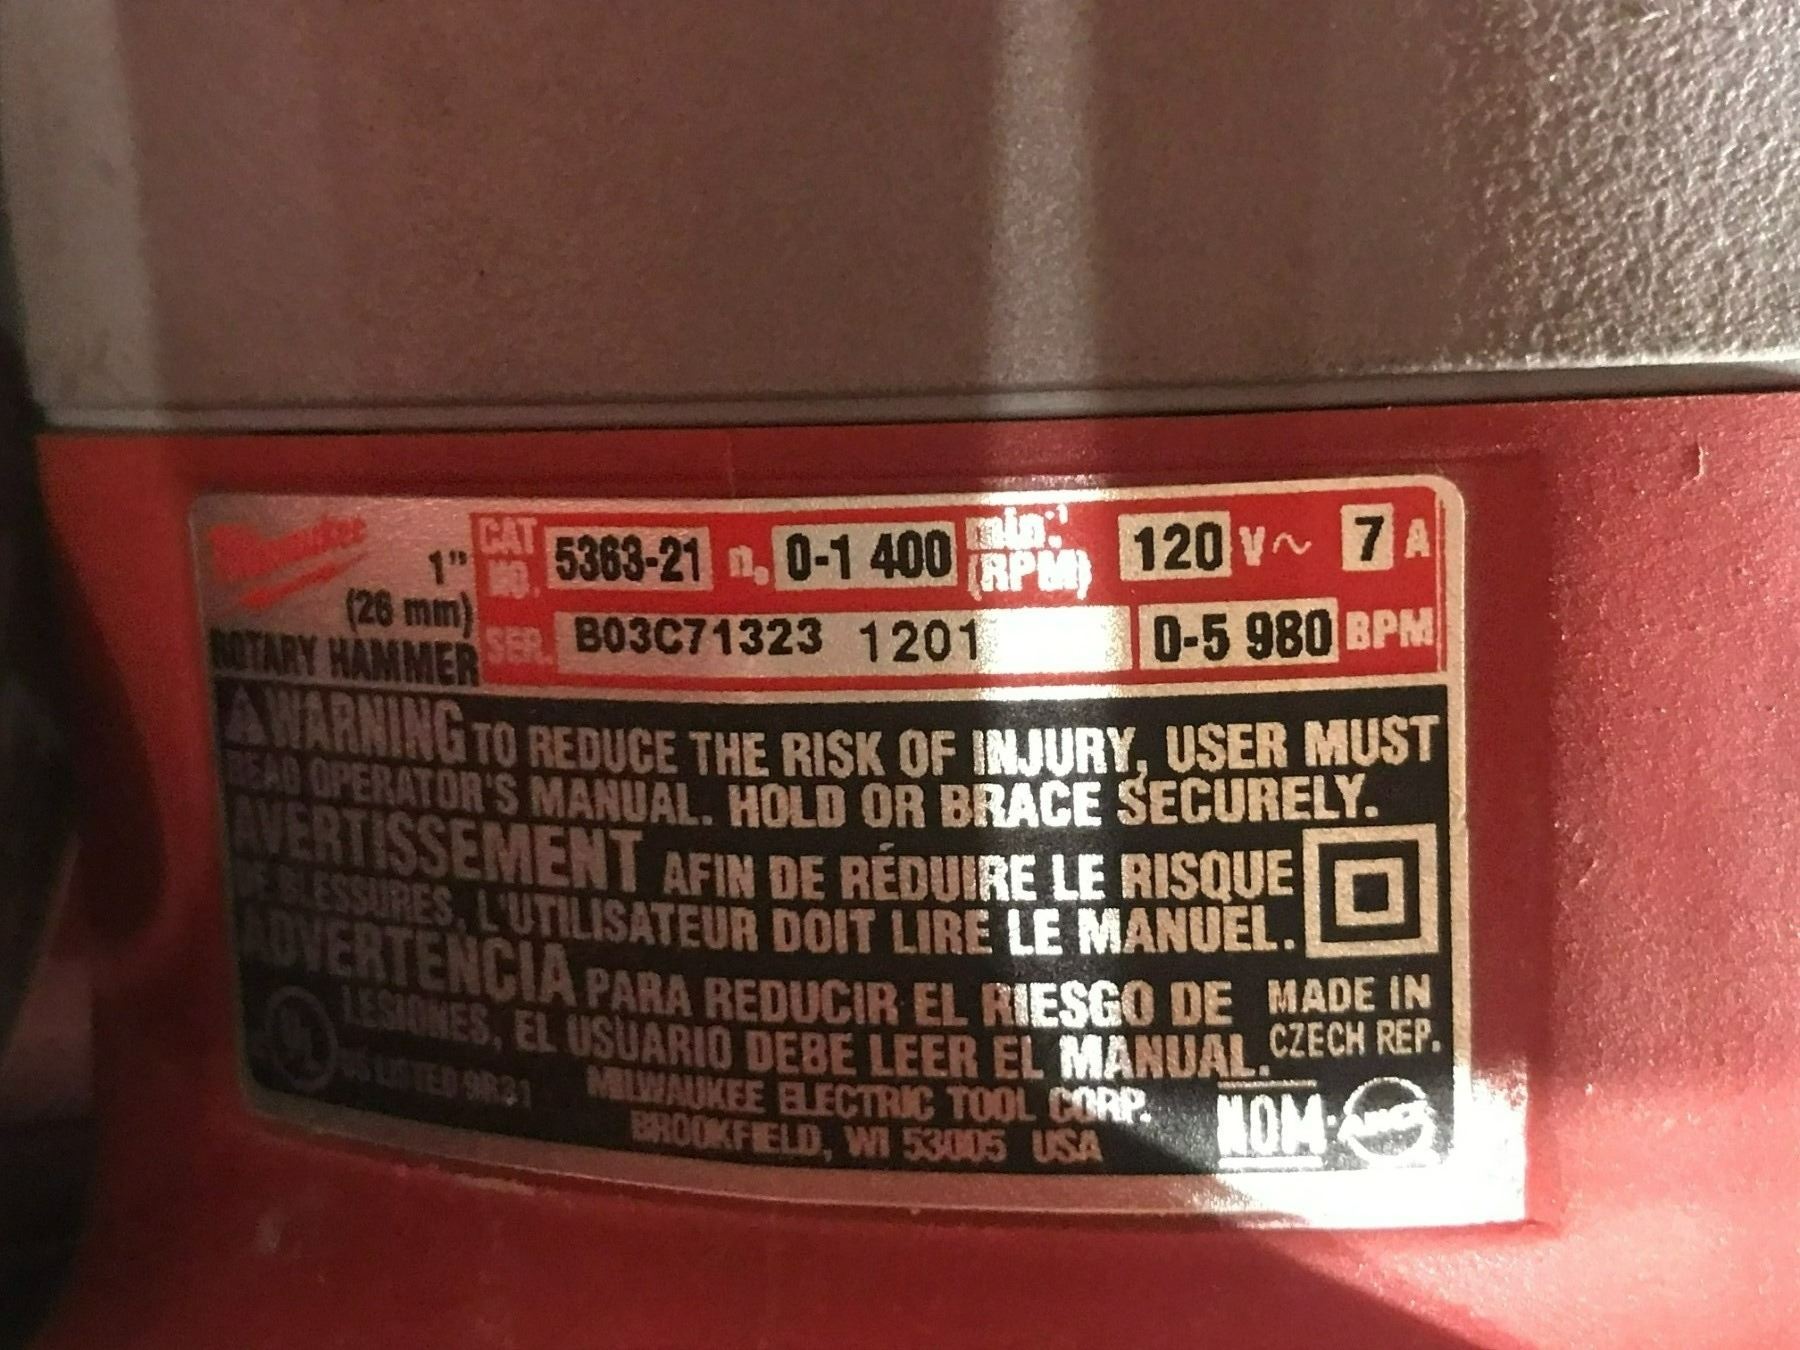 Milwaukee
1"
(26 mm)
ROTARY HAMMER
CAT. NO. 5363-21 n. 0-1 400 min⁻¹ (RPM) 120 V~ 7 A
SER. B03C71323 1201 0-5 980 BPM
WARNING TO REDUCE THE RISK OF INJURY, USER MUST
READ OPERATOR'S MANUAL. HOLD OR BRACE SECURELY.
AVERTISSEMENT AFIN DE RÉDUIRE LE RISQUE
DE BLESSURES, L'UTILISATEUR DOIT LIRE LE MANUEL.
ADVERTENCIA PARA REDUCIR EL RIESGO DE
LESIONES, EL USUARIO DEBE LEER EL MANUAL.
MADE IN
CZECH REP.
UL
US LISTED 9R31
MILWAUKEE ELECTRIC TOOL CORP.
BROOKFIELD, WI 53005 USA
NOM